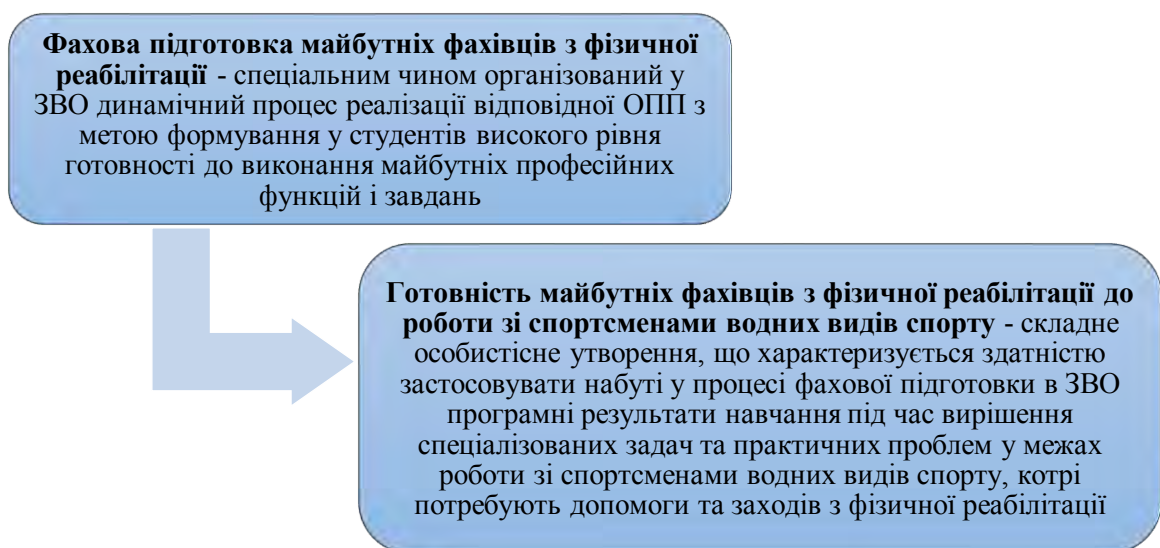 Фахова підготовка майбутніх фахівців з фізичної
реабілітації - спеціальним чином організований у
ЗВО динамічний процес реалізації відповідної ОПП з
метою формування у студентів високого рівня
готовності до виконання майбутніх професійних
функцій і завдань
Готовність майбутніх фахівців з фізичної реабілітації до
роботи зі спортсменами водних видів спорту - складне
особистісне утворення, що характеризується здатністю
застосовувати набуті у процесі фахової підготовки в ЗВО
програмні результати навчання під час вирішення
спеціалізованих задач та практичних проблем у межах
роботи зі спортсменами водних видів спорту, котрі
потребують допомоги та заходів з фізичної реабілітації